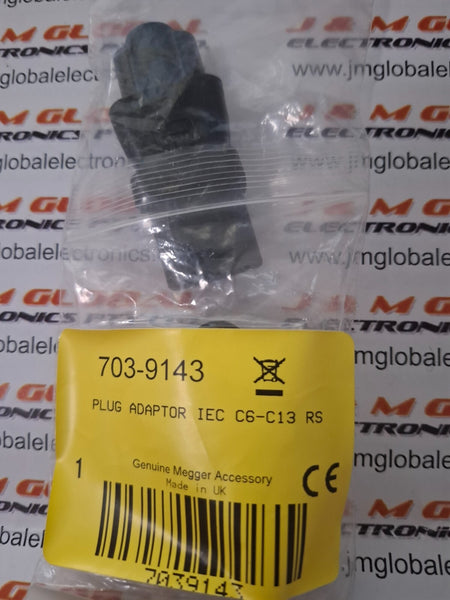 J & M GLOBAL
ELECTRONICS
www.jmglobalelect
703-9143
PLUG ADAPTOR IEC C6-C13 RS
1
Genuine Megger Accessory
Made in UK
CE
7039143